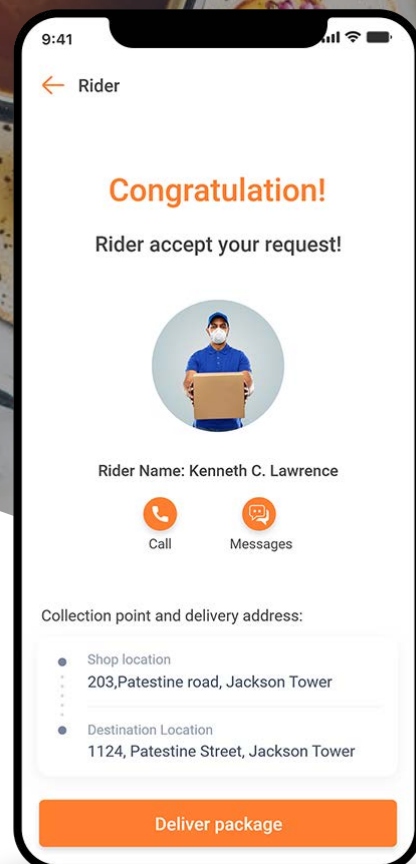 9:41
Rider
Congratulation!
Rider accept your request!
Rider Name: Kenneth C. Lawrence
Call Messages
Collection point and delivery address:
Shop location
203,Patestine road, Jackson Tower
Destination Location
1124, Patestine Street, Jackson Tower
Deliver package